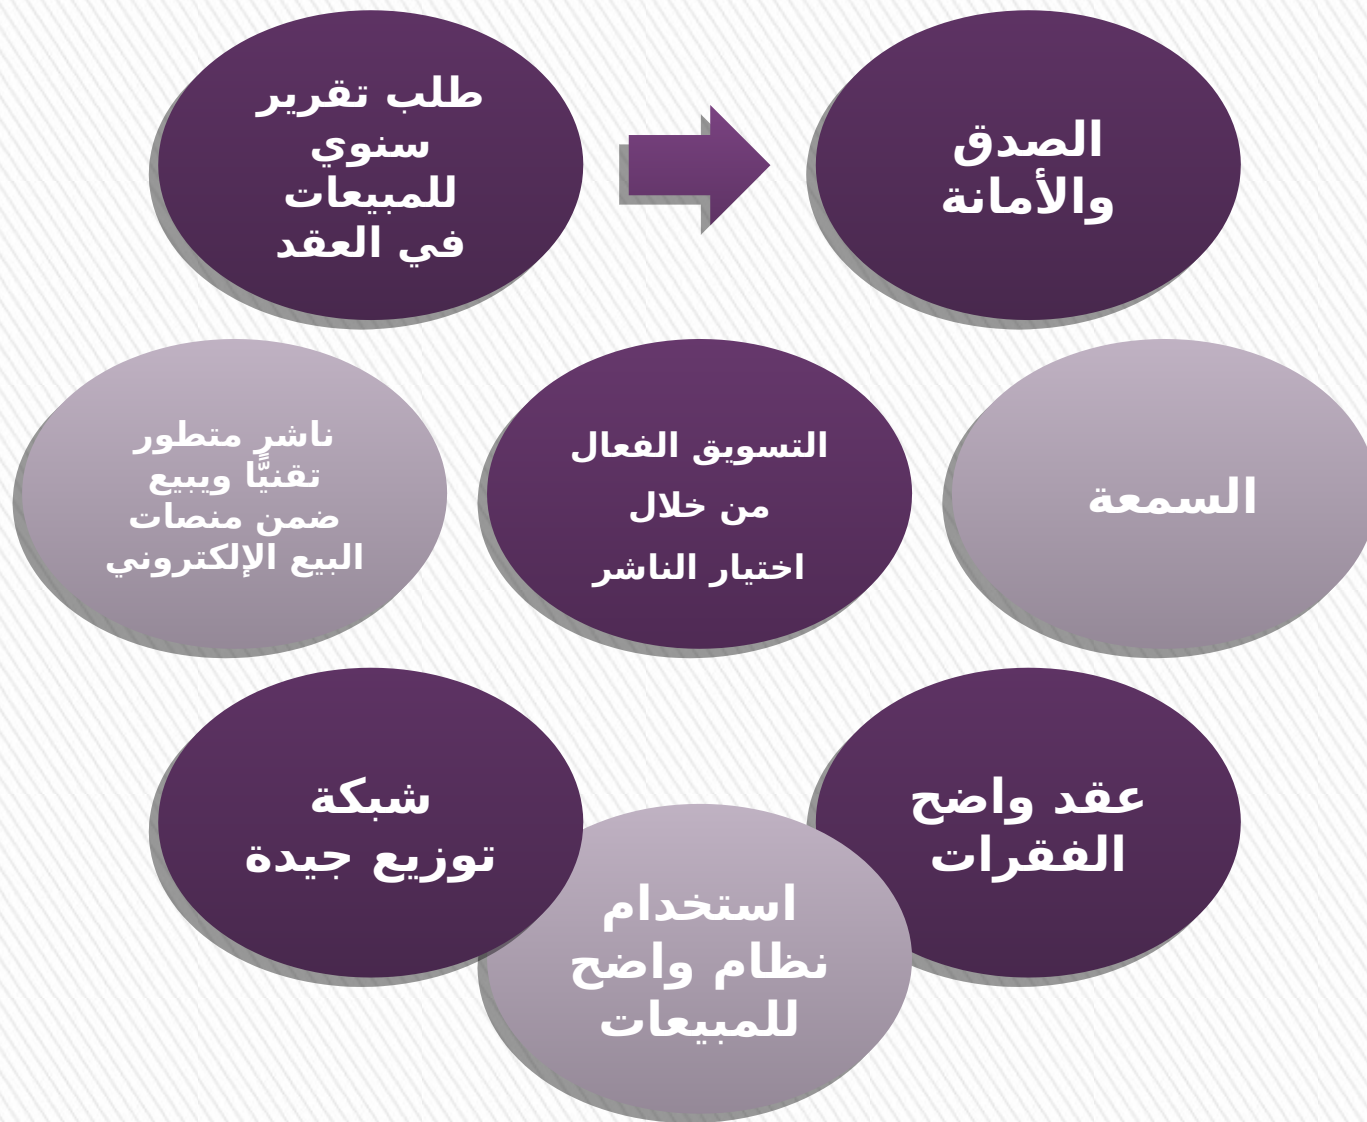 الصدق
والأمانة
طلب تقرير
سنوي
للمبيعات
في العقد
السمعة
التسويق الفعال
من خلال
اختيار الناشر
ناشر متطور
تقنيًّا ويبيع
ضمن منصات
البيع الإلكتروني
عقد واضح
الفقرات
استخدام
نظام واضح
للمبيعات
شبكة
توزيع جيدة